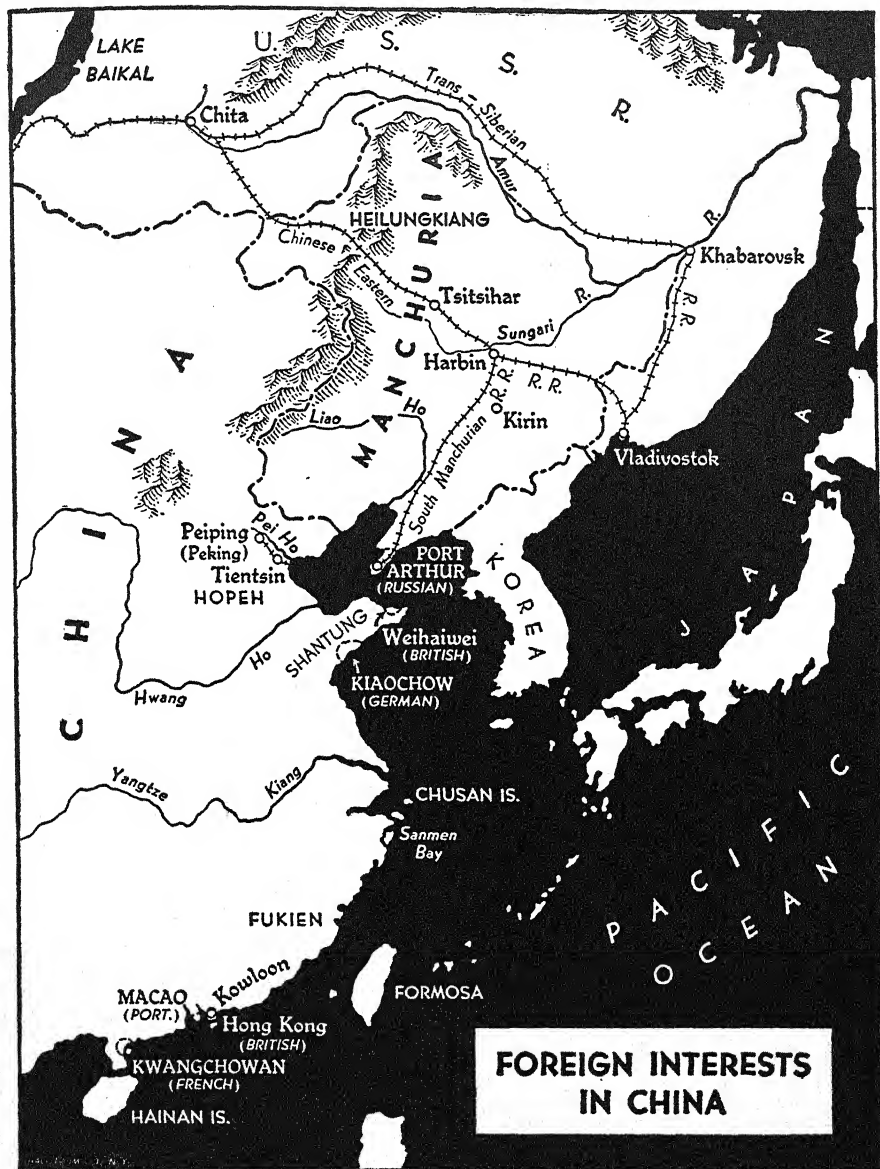 LAKE
BAIKAL
U. S. S. R.
Chita
Trans-Siberian
Amur
R.
HEILUNGKIANG
Khabarovsk
Chinese Eastern
Tsitsihar
MANCHURIA
Sungari R.
R.R.
Harbin
R.R.
R.R.
Kirin
Vladivostok
Liao Ho
South Manchurian
CHINA
JAPAN
Peiping
(Peking)
Pei Ho
Tientsin
HOPEH
PORT
ARTHUR
(RUSSIAN)
KOREA
SHANTUNG
Weihaiwei
(BRITISH)
Hwang Ho
KIAOCHOW
(GERMAN)
Yangtze Kiang
CHUSAN IS.
Sanmen
Bay
PACIFIC
OCEAN
FUKIEN
Kowloon
MACAO
(PORT.)
Hong Kong
(BRITISH)
FORMOSA
KWANGCHOWAN
(FRENCH)
HAINAN IS.
FOREIGN INTERESTS
IN CHINA